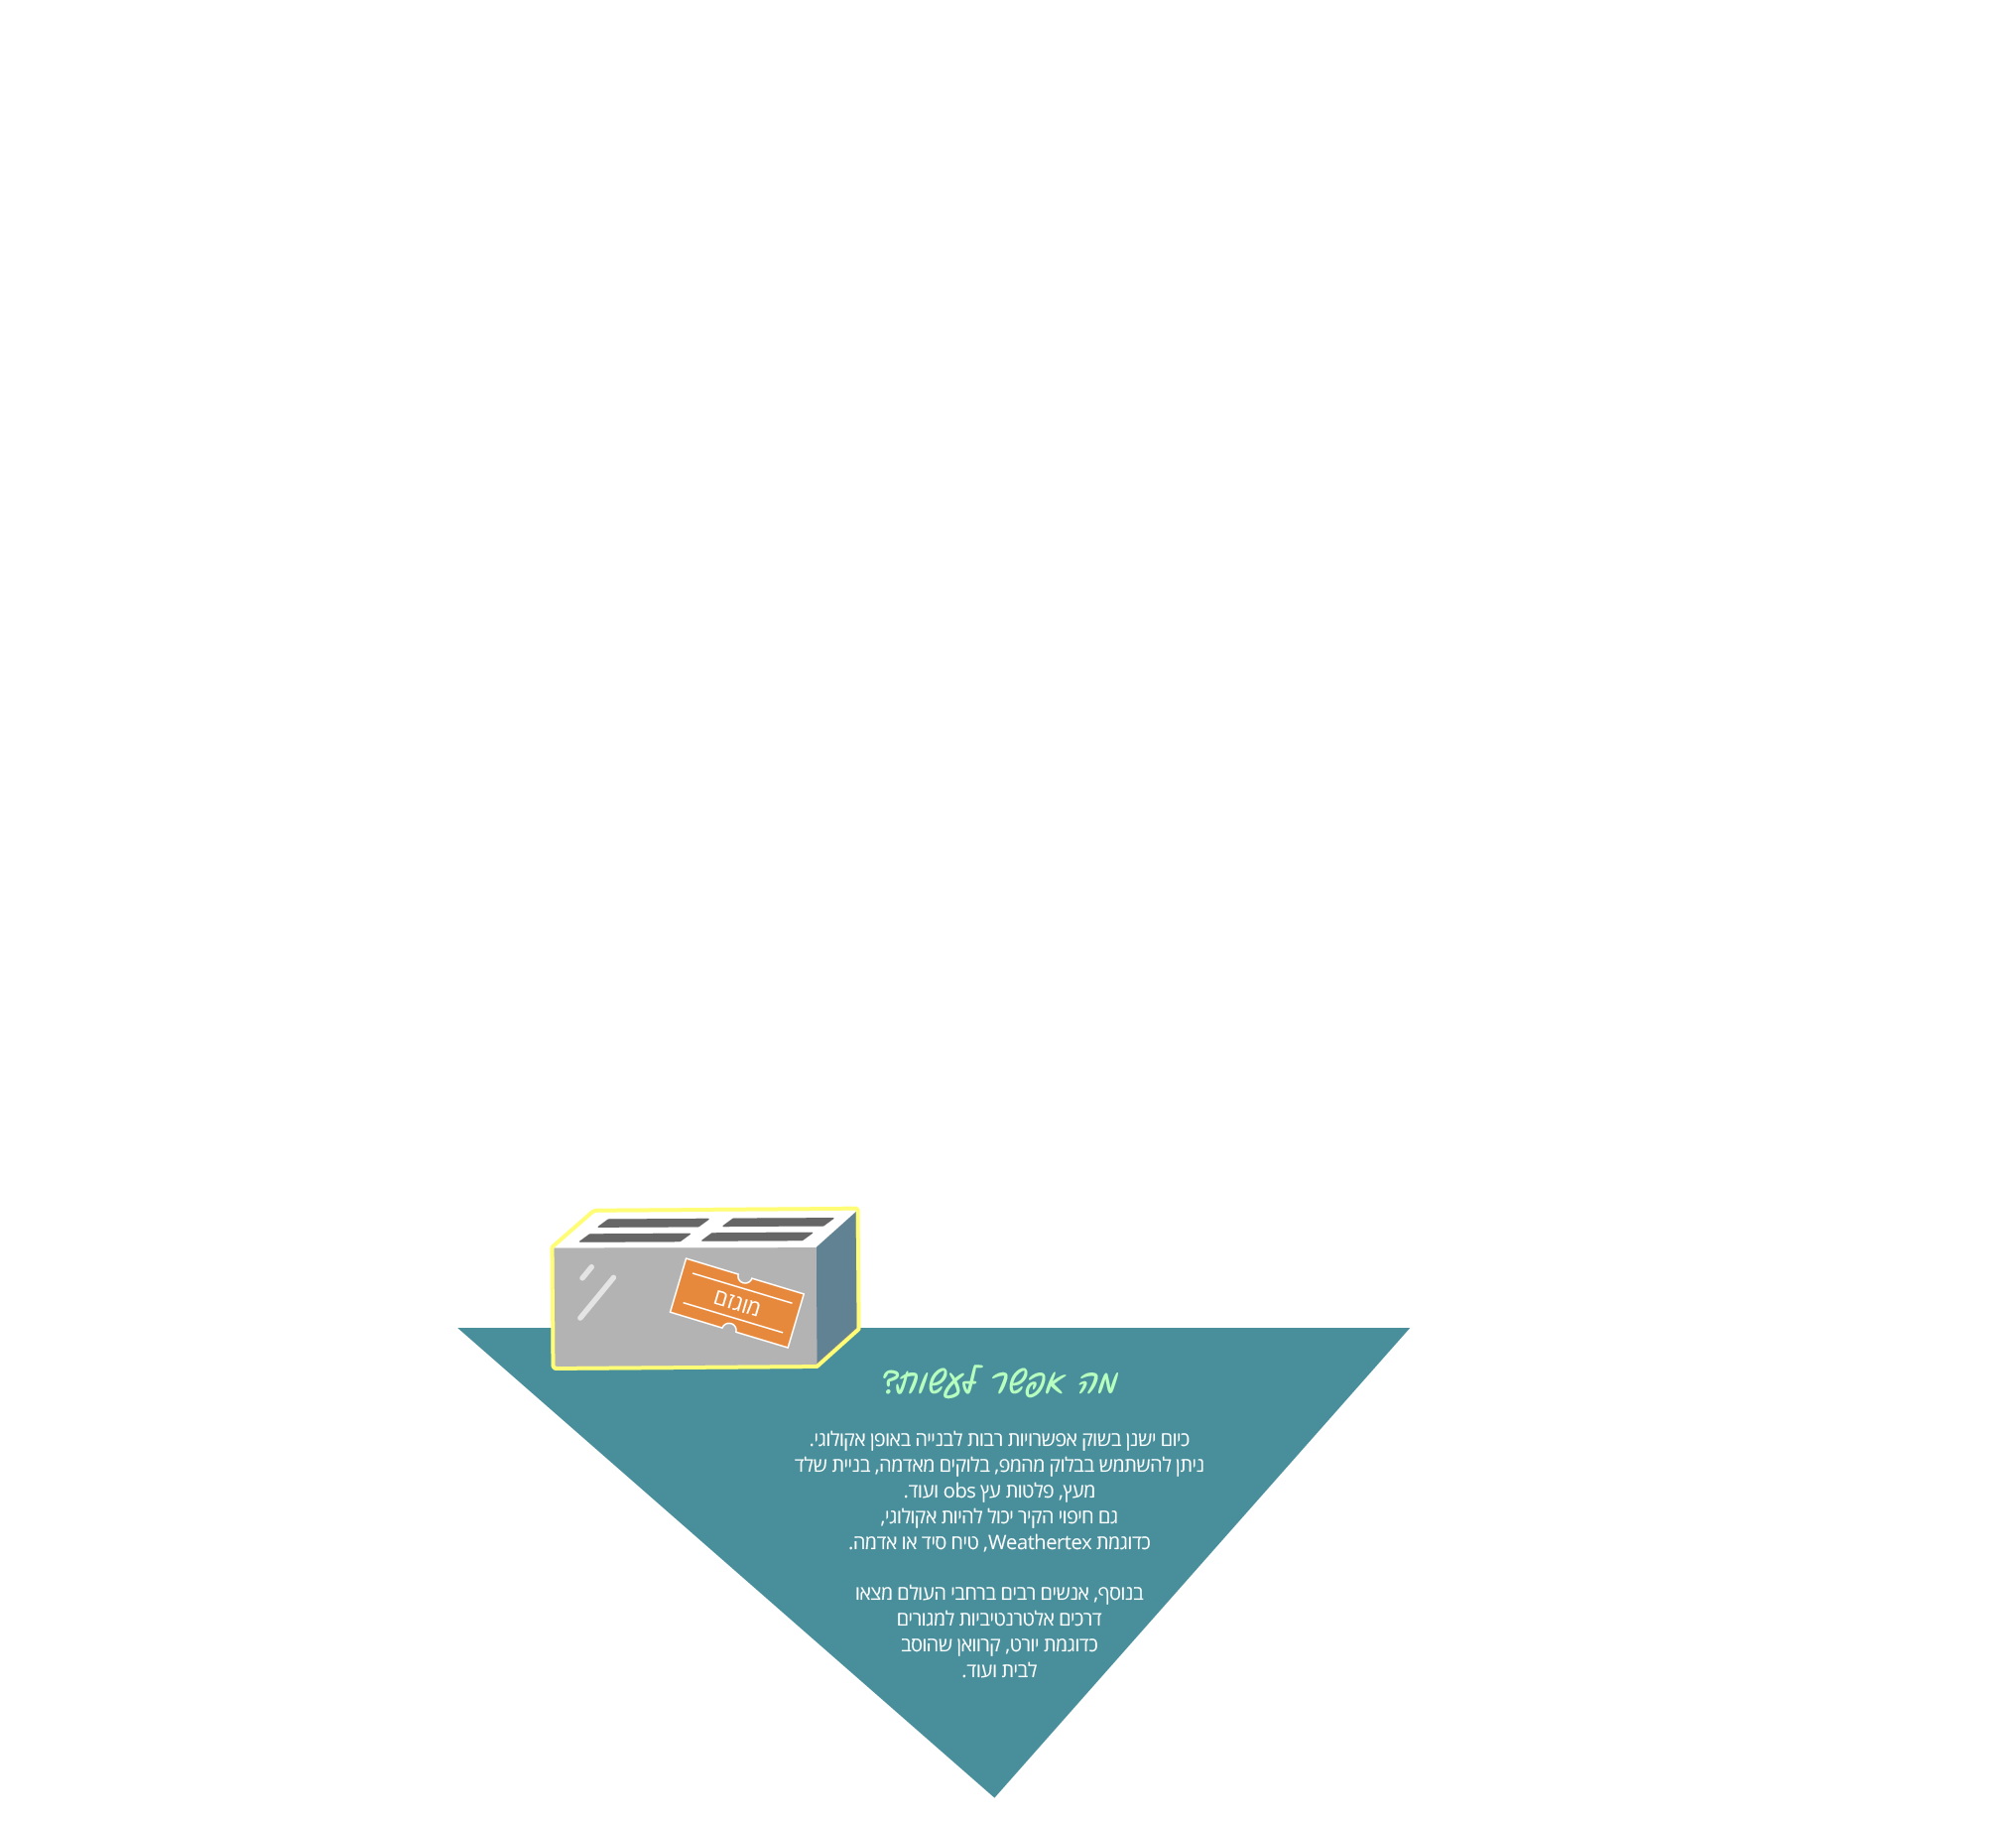 מוגזם
מה אפשר לעשות?
כיום ישנן בשוק אפשרויות רבות לבנייה באופן אקולוגי.
ניתן להשתמש בבלוק מהמפ, בלוקים מאדמה, בניית שלד
מעץ, פלטות עץ obs ועוד.
גם חיפוי הקיר יכול להיות אקולוגי,
כדוגמת Weathertex, טיח סיד או אדמה.
בנוסף, אנשים רבים ברחבי העולם מצאו
דרכים אלטרנטיביות למגורים
כדוגמת יורט, קרוואן שהוסב
לבית ועוד.